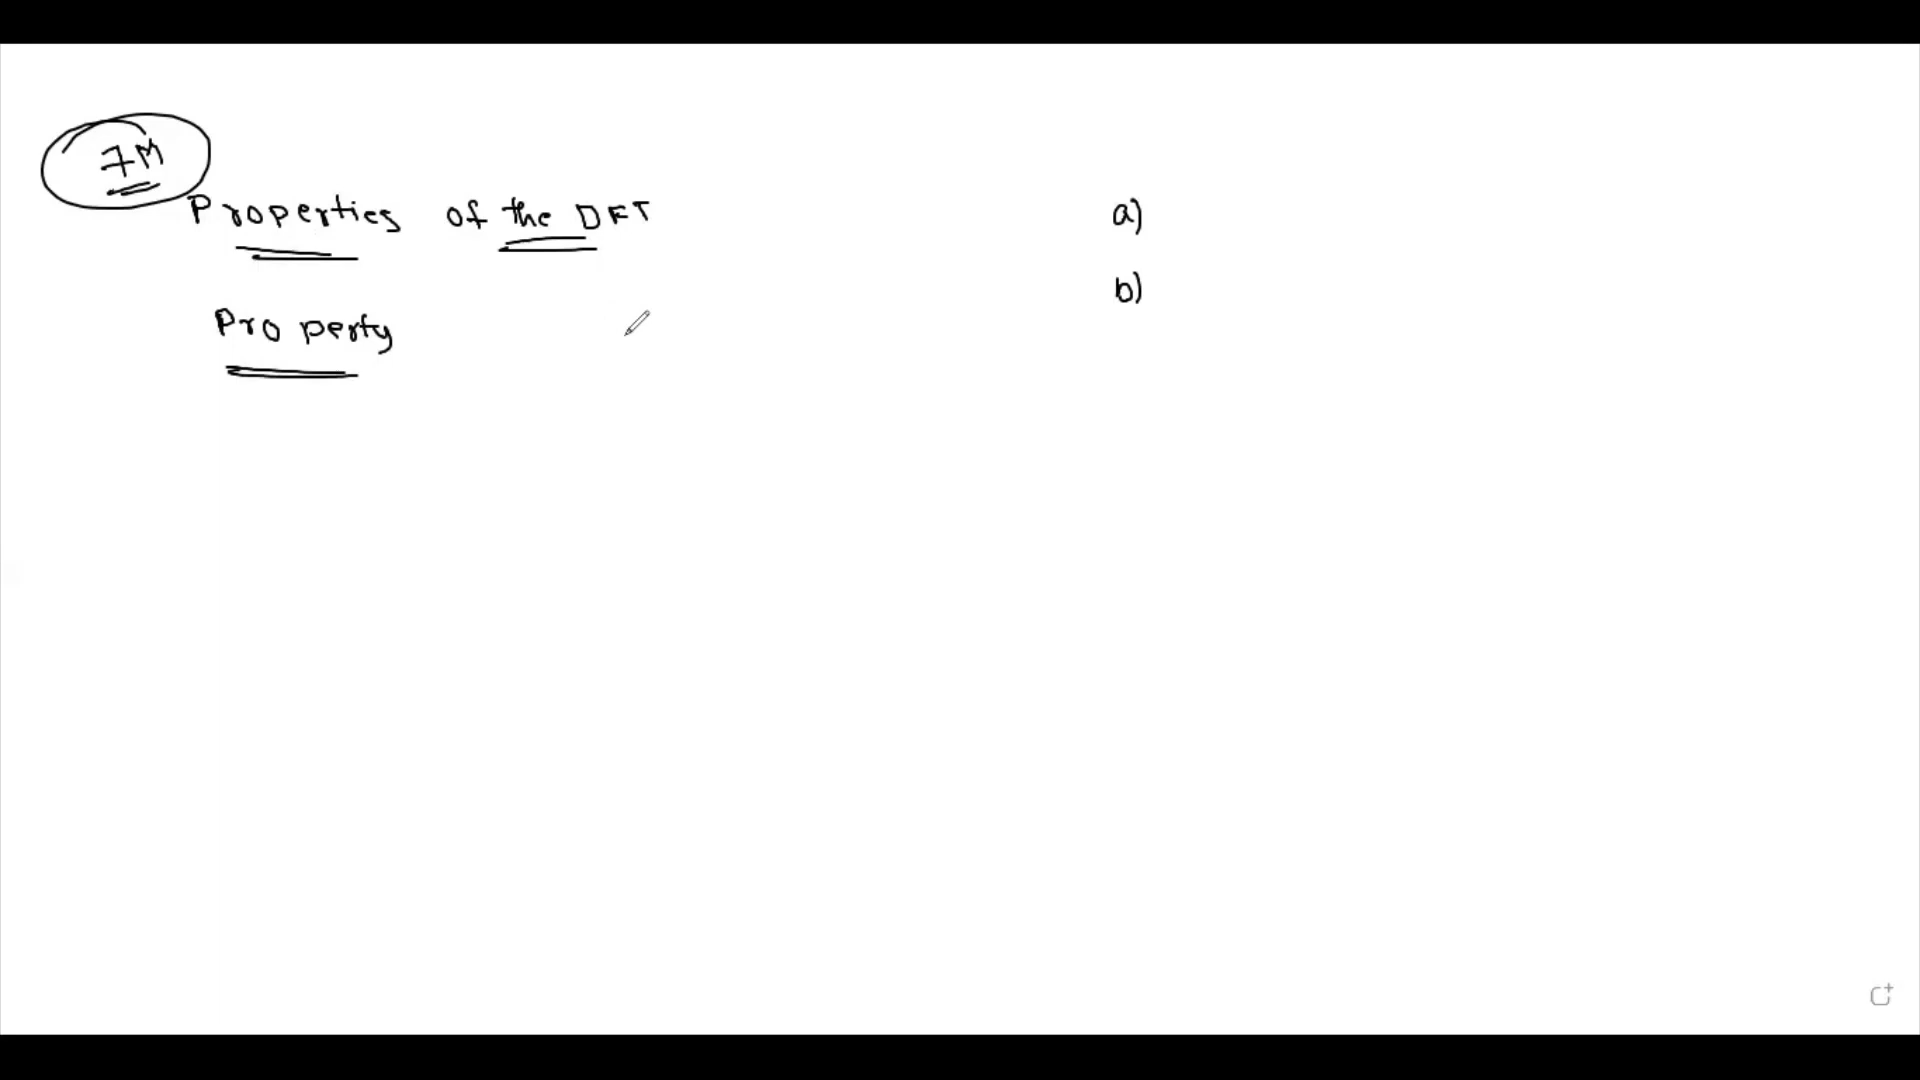 7M
Properties of the DFT
Property
a)
b)